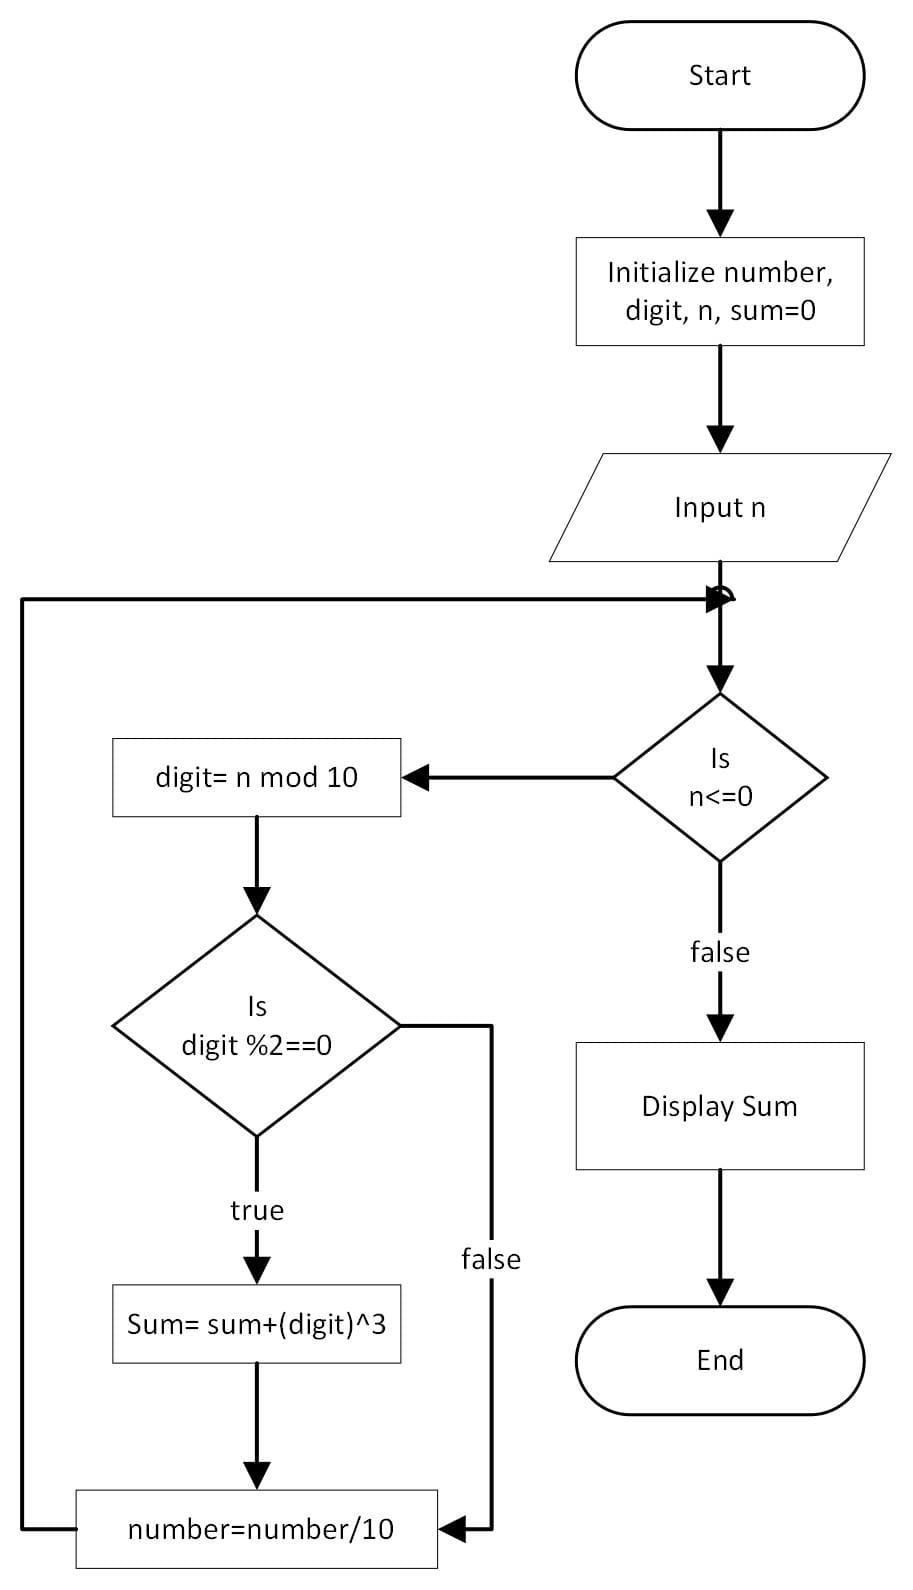 Start
Initialize number,
digit, n, sum=0
Input n
Is
n<=0
digit= n mod 10
false
Is
digit %2==0
Display Sum
true
false
Sum= sum+(digit)^3
End
number=number/10